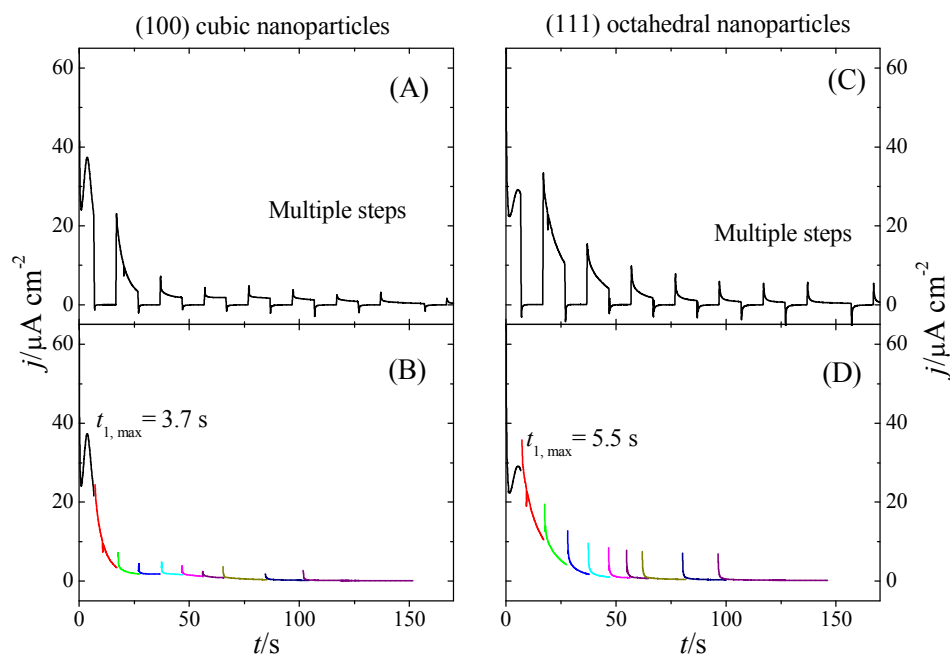 (100) cubic nanoparticles
(111) octahedral nanoparticles
60
40
20
0
(A)
Multiple steps
(C)
Multiple steps
60
40
20
0
j/μA cm⁻²
60
40
20
0
(B)
t₁, max = 3.7 s
(D)
t₁, max = 5.5 s
60
40
20
0
j/μA cm⁻²
0 50 100 150
t/s
0 50 100 150
t/s